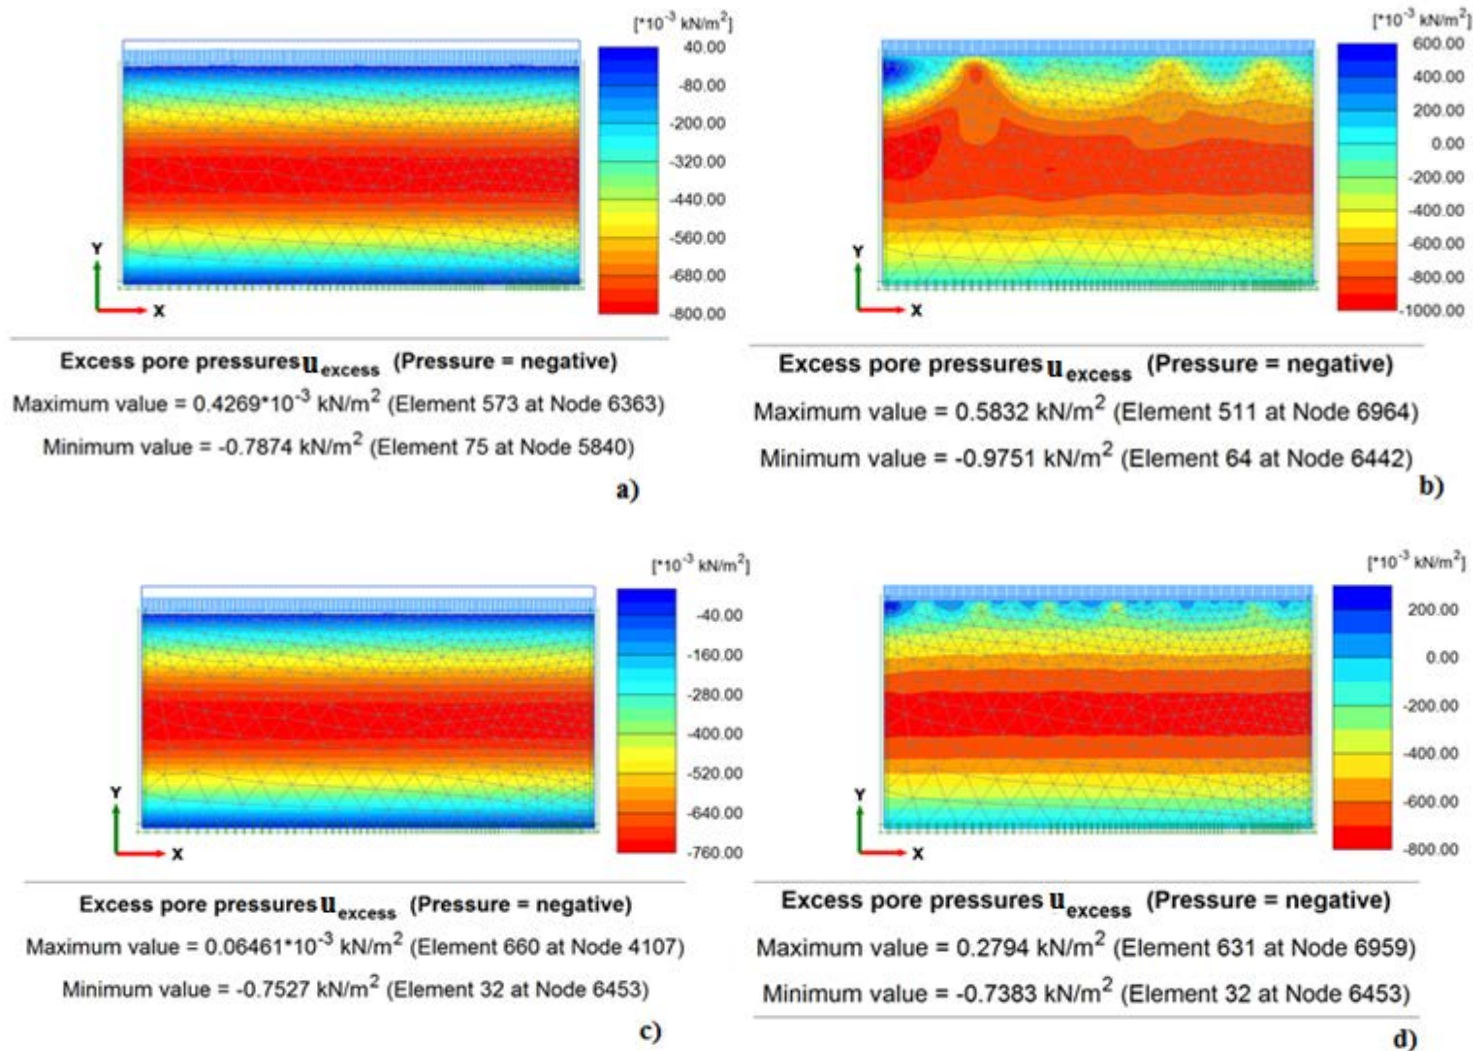 [*10-3 kN/m2]
40.00
-80.00
-200.00
-320.00
-440.00
-560.00
-680.00
-800.00
Y
X
Excess pore pressures uexcess (Pressure = negative)
Maximum value = 0.4269*10-3 kN/m2 (Element 573 at Node 6363)
Minimum value = -0.7874 kN/m2 (Element 75 at Node 5840)
a)
[*10-3 kN/m2]
600.00
400.00
200.00
0.00
-200.00
-400.00
-600.00
-800.00
-1000.00
Y
X
Excess pore pressures uexcess (Pressure = negative)
Maximum value = 0.5832 kN/m2 (Element 511 at Node 6964)
Minimum value = -0.9751 kN/m2 (Element 64 at Node 6442)
b)
[*10-3 kN/m2]
-40.00
-160.00
-280.00
-400.00
-520.00
-640.00
-760.00
Y
X
Excess pore pressures uexcess (Pressure = negative)
Maximum value = 0.06461*10-3 kN/m2 (Element 660 at Node 4107)
Minimum value = -0.7527 kN/m2 (Element 32 at Node 6453)
c)
[*10-3 kN/m2]
200.00
0.00
-200.00
-400.00
-600.00
-800.00
Y
X
Excess pore pressures uexcess (Pressure = negative)
Maximum value = 0.2794 kN/m2 (Element 631 at Node 6959)
Minimum value = -0.7383 kN/m2 (Element 32 at Node 6453)
d)